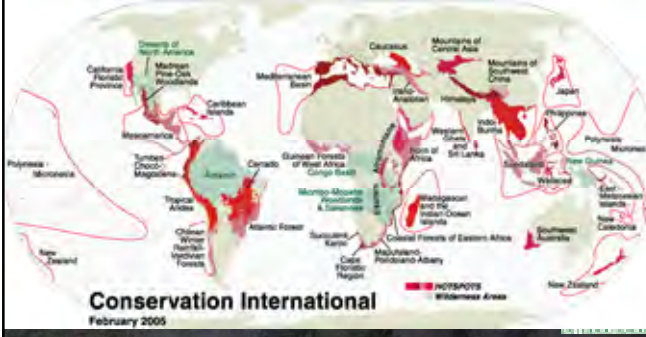 Deserts of
North America
California
Floristic
Province
Madrean
Pine-Oak
Woodlands
Caribbean
Islands
Mesoamerica
Polynesia -
Micronesia
Tumbes-
Chocó-
Magdalena
Amazon
Cerrado
Tropical
Andes
Atlantic Forest
Chilean
Winter
Rainfall-
Valdivian
Forests
New
Zealand
Mediterranean
Basin
Caucasus
Irano-
Anatolian
Mountains of
Central Asia
Mountains of
Southwest
China
Himalaya
Indo-
Burma
Japan
Philippines
Western
Ghats
and
Sri Lanka
Horn of
Africa
Eastern
Afromontane
Guinean Forests
of West Africa
Congo Basin
Miombo-Mopane
Woodlands
& Savannas
Coastal Forests of Eastern Africa
Madagascar
and the
Indian Ocean
Islands
Succulent
Karoo
Cape
Floristic
Region
Maputaland-
Pondoland-Albany
Sundaland
Wallacea
New Guinea
Polynesia -
Micronesia
East
Melanesian
Islands
New
Caledonia
Southwest
Australia
New Zealand
HOTSPOTS
Wilderness Areas
Conservation International
February 2005